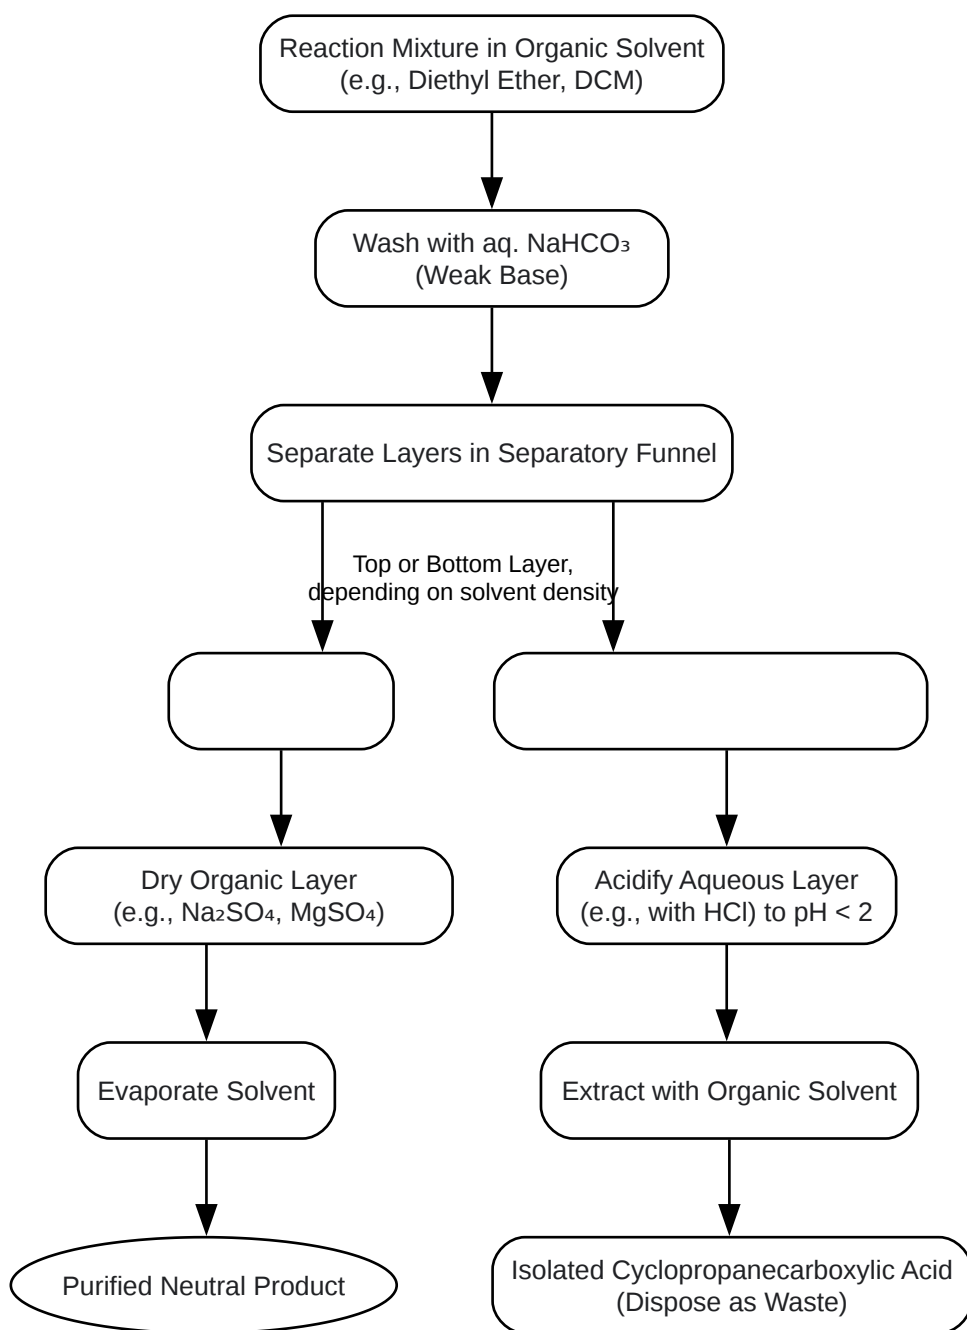 Reaction Mixture in Organic Solvent
(e.g., Diethyl Ether, DCM)
Wash with aq. NaHCO₃
(Weak Base)
Separate Layers in Separatory Funnel
Top or Bottom Layer,
depending on solvent density
Dry Organic Layer
(e.g., Na₂SO₄, MgSO₄)
Acidify Aqueous Layer
(e.g., with HCl) to pH < 2
Evaporate Solvent
Extract with Organic Solvent
Purified Neutral Product
Isolated Cyclopropanecarboxylic Acid
(Dispose as Waste)